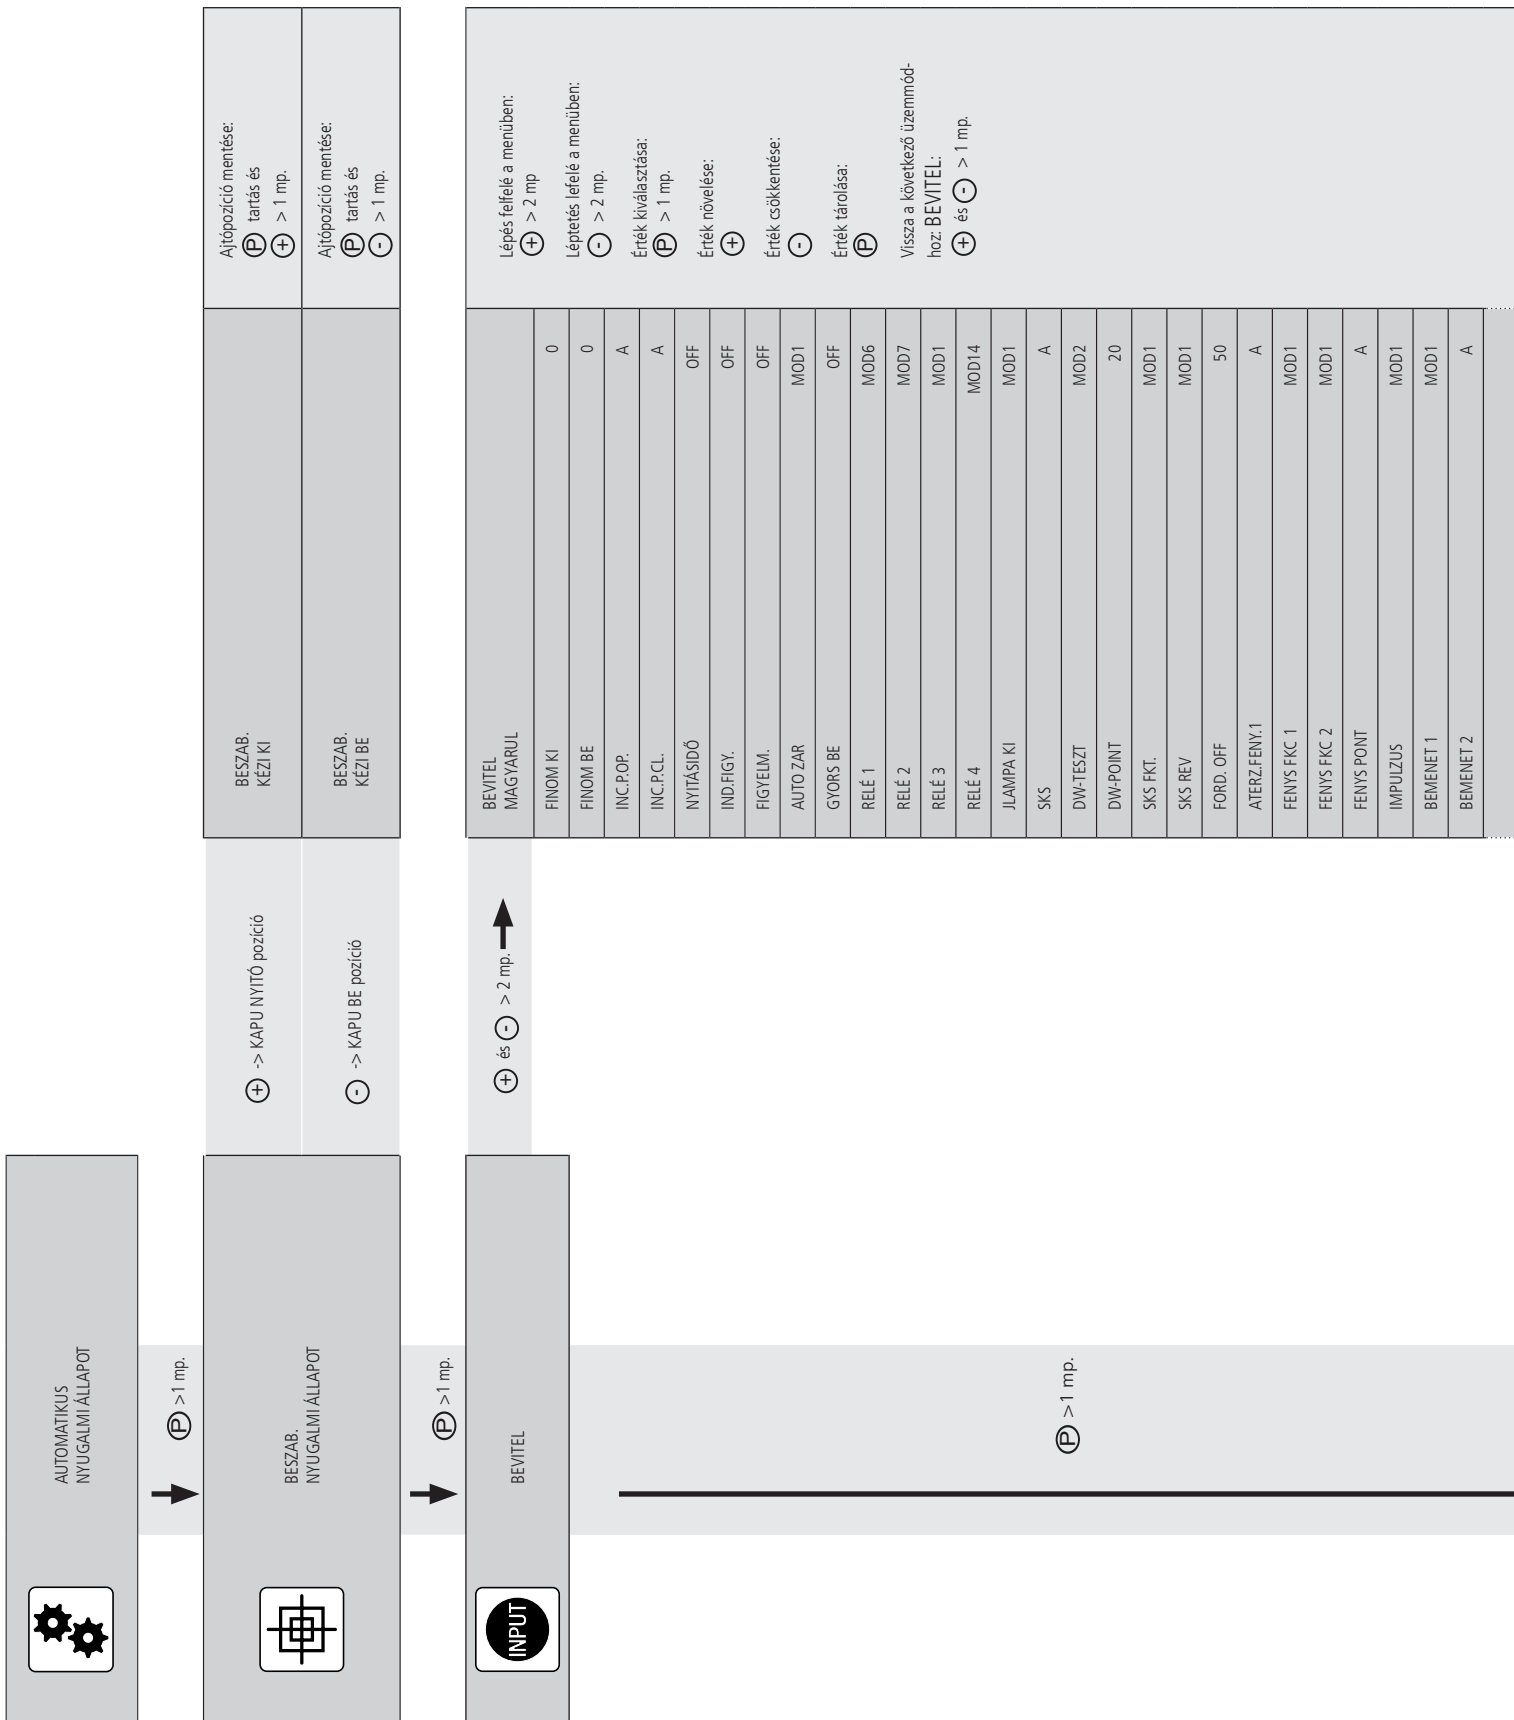 AUTOMATIKUS
NYUGALMI ÁLLAPOT
P >1 mp.
BESZAB.
NYUGALMI ÁLLAPOT
+ -> KAPU NYITÓ pozíció
BESZAB.
KÉZI KI
Ajtópozíció mentése:
P tartás és
+ > 1 mp.
- -> KAPU BE pozíció
BESZAB.
KÉZI BE
Ajtópozíció mentése:
P tartás és
- > 1 mp.
P >1 mp.
INPUT
BEVITEL
+ és - > 2 mp.
BEVITEL
MAGYARUL
FINOM KI 0
FINOM BE 0
INC.P.OP. A
INC.P.CL. A
NYITÁSIDŐ OFF
IND.FIGY. OFF
FIGYELM. OFF
AUTO ZAR MOD1
GYORS BE OFF
RELÉ 1 MOD6
RELÉ 2 MOD7
RELÉ 3 MOD1
RELÉ 4 MOD14
JLAMPA KI MOD1
SKS A
DW-TESZT MOD2
DW-POINT 20
SKS FKT. MOD1
SKS REV MOD1
FORD. OFF 50
ATERZ.FENY.1 A
FENYS FKC 1 MOD1
FENYS FKC 2 MOD1
FENYS PONT A
IMPULZUS MOD1
BEMENET 1 MOD1
BEMENET 2 A
Lépés felfelé a menüben:
+ > 2 mp
Léptetés lefelé a menüben:
- > 2 mp.
Érték kiválasztása:
P > 1 mp.
Érték növelése:
+
Érték csökkentése:
-
Érték tárolása:
P
Vissza a következő üzemmód-
hoz: BEVITEL:
+ és - > 1 mp.
P >1 mp.